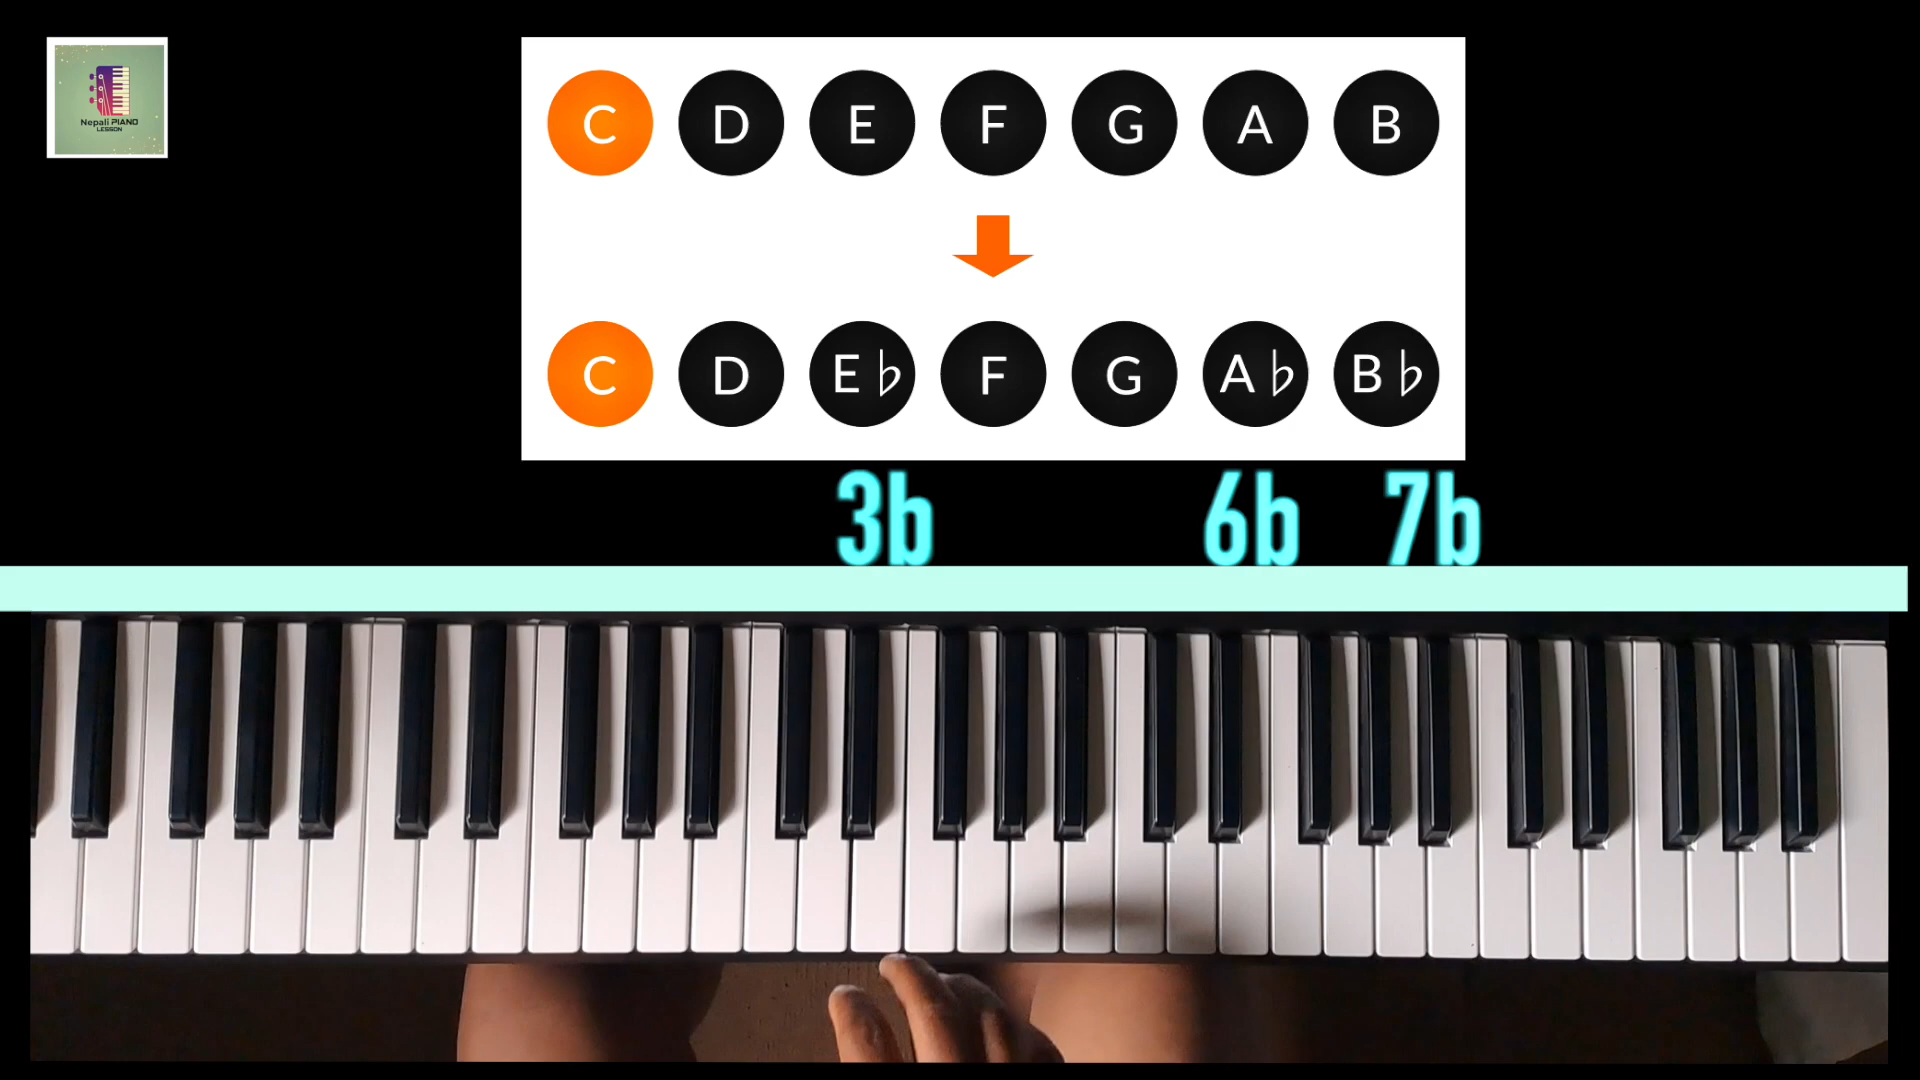 Nepali PIANO
LESSON
C D E F G A B
C D E♭ F G A♭ B♭
3b 6b 7b